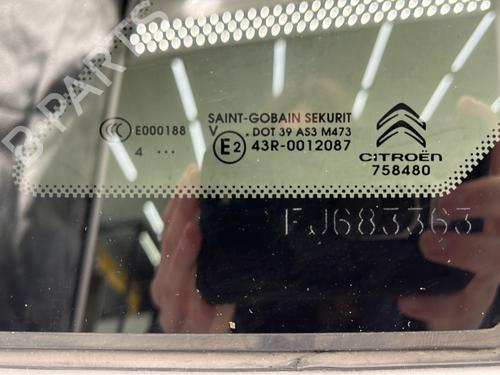 B-PARTS
SAINT-GOBAIN SEKURIT
E000188 V DOT 39 AS3 M473
4 ... E2 43R-0012087
CITROËN
758480
FJ683363